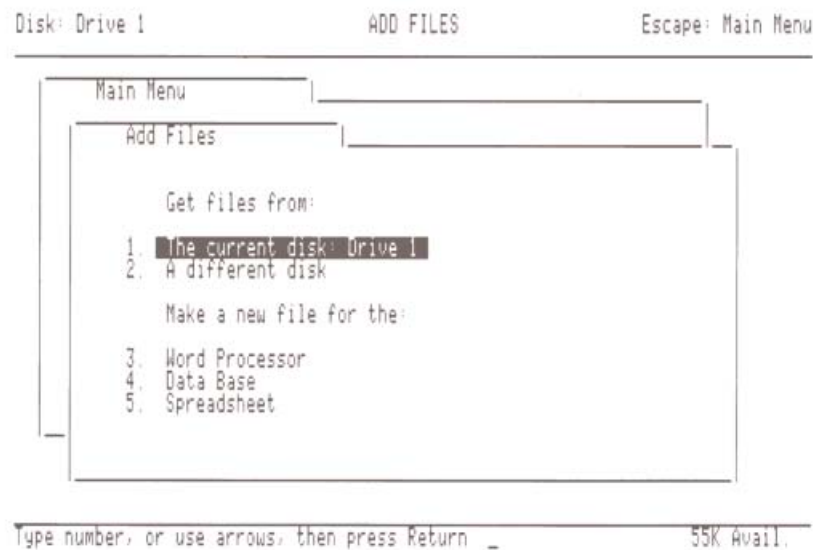 Disk: Drive 1 ADD FILES Escape: Main Menu
Main Menu
Add Files
Get files from:
1. The current disk: Drive 1
2. A different disk
Make a new file for the:
3. Word Processor
4. Data Base
5. Spreadsheet
Type number, or use arrows, then press Return _ 55K Avail.